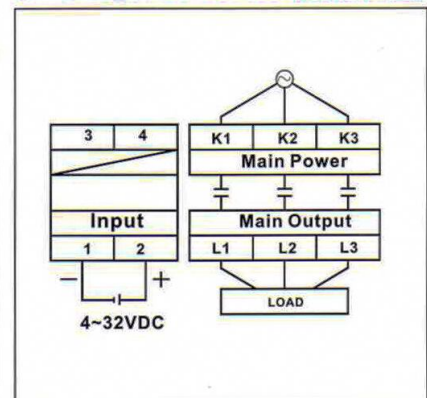 3 4
K1 K2 K3
Main Power
Input
Main Output
1 2
L1 L2 L3
− +
LOAD
4~32VDC